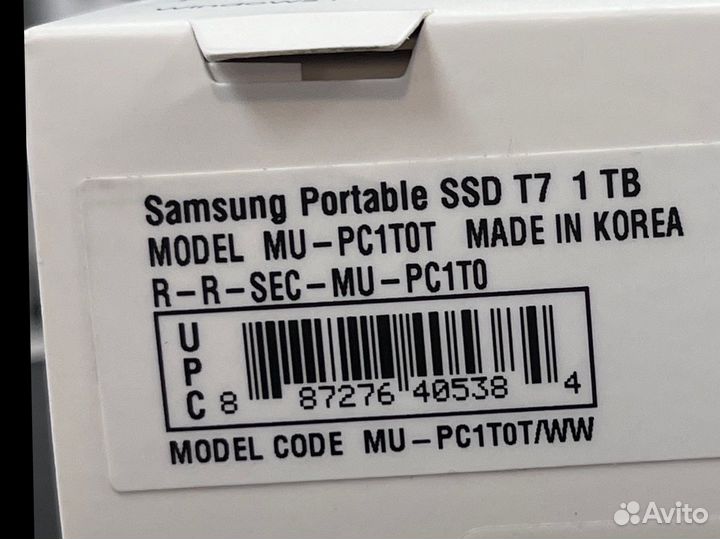 Samsung Portable SSD T7 1 TB
MODEL MU-PC1T0T MADE IN KOREA
R-R-SEC-MU-PC1T0
UPC
8 87276 40538 4
MODEL CODE MU-PC1T0T/WW
Avito